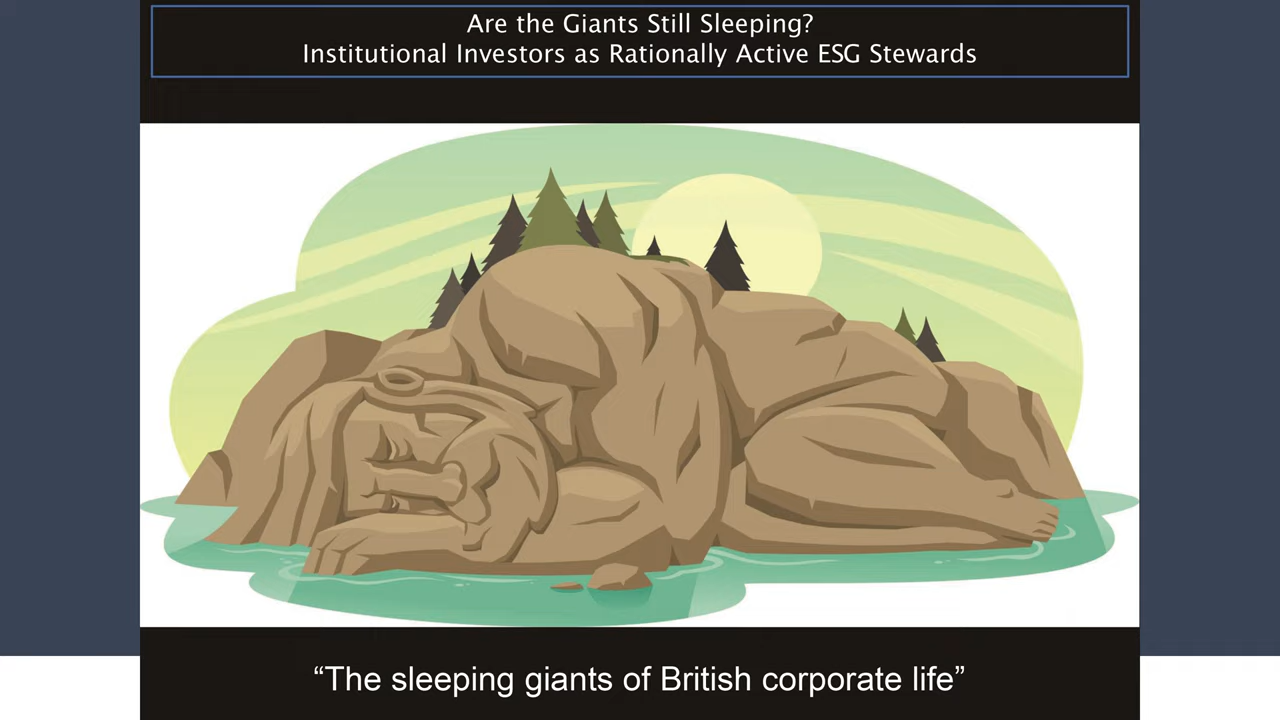 Are the Giants Still Sleeping?
Institutional Investors as Rationally Active ESG Stewards
“The sleeping giants of British corporate life”